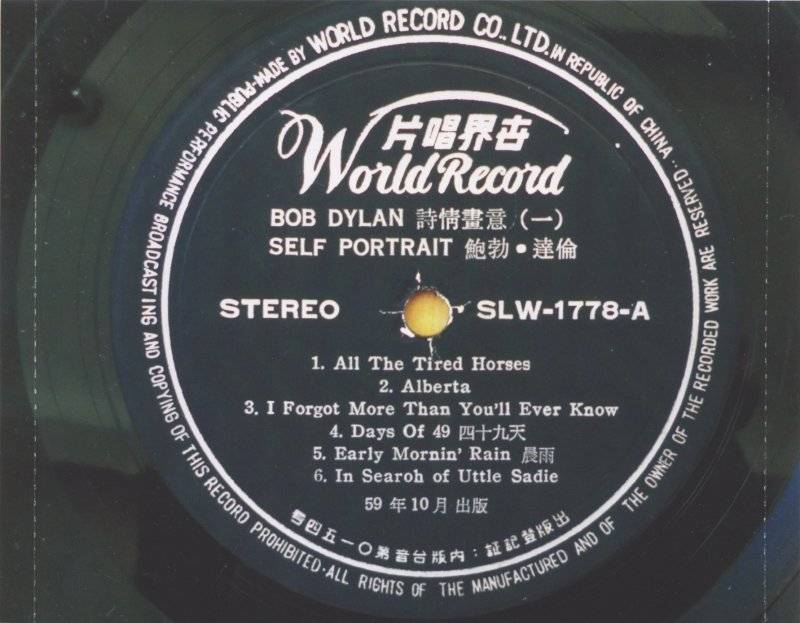 MADE BY WORLD RECORD CO., LTD. IN REPUBLIC OF CHINA..
世界唱片
World Record
BOB DYLAN 詩情畫意 (一)
SELF PORTRAIT 鮑勃•達倫
STEREO SLW-1778-A
1. All The Tired Horses
2. Alberta
3. I Forgot More Than You'll Ever Know
4. Days Of 49 四十九天
5. Early Mornin' Rain 晨雨
6. In Searoh of Uttle Sadie
59 年 10 月 出版
出版登記証：內版台音第〇一五四号
PUBLIC PERFORMANCE BROADCASTING AND COPYING OF THIS RECORD PROHIBITED·ALL RIGHTS OF THE MANUFACTURED AND OF THE OWNER OF THE RECORDED WORK ARE RESERVED..